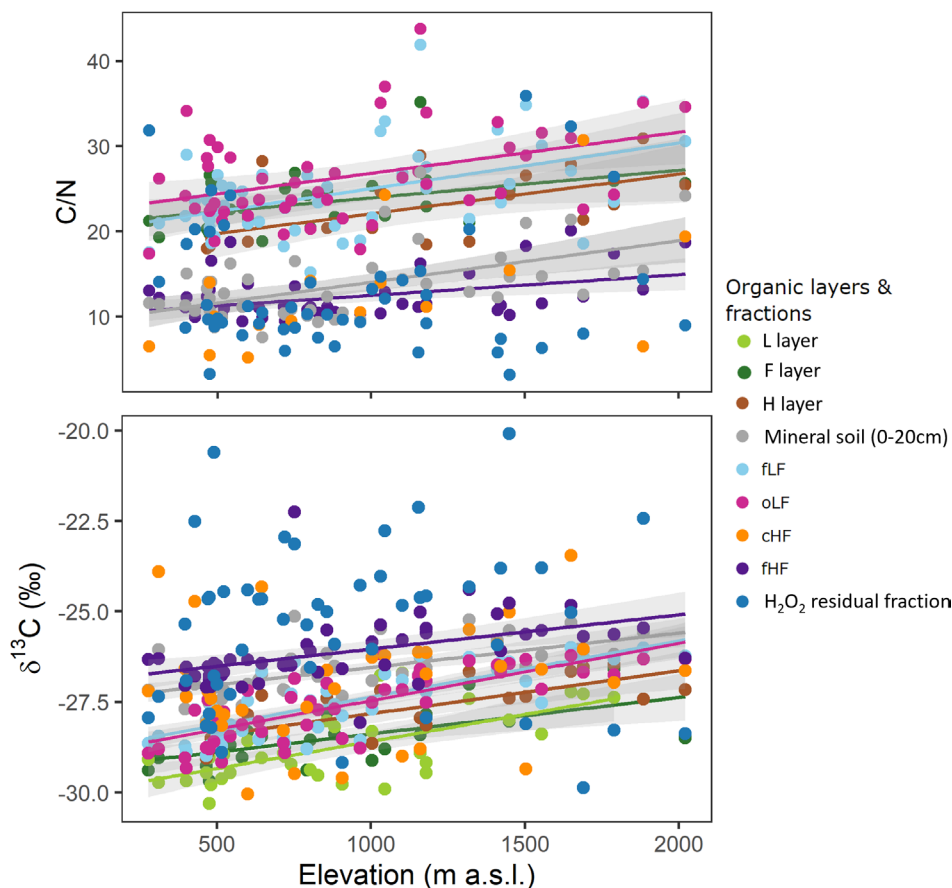 40
30
20
10
C/N
-20.0
-22.5
-25.0
-27.5
-30.0
δ13C (‰)
500
1000
1500
2000
Elevation (m a.s.l.)
Organic layers &
fractions
L layer
F layer
H layer
Mineral soil (0-20cm)
fLF
oLF
cHF
fHF
H₂O₂ residual fraction